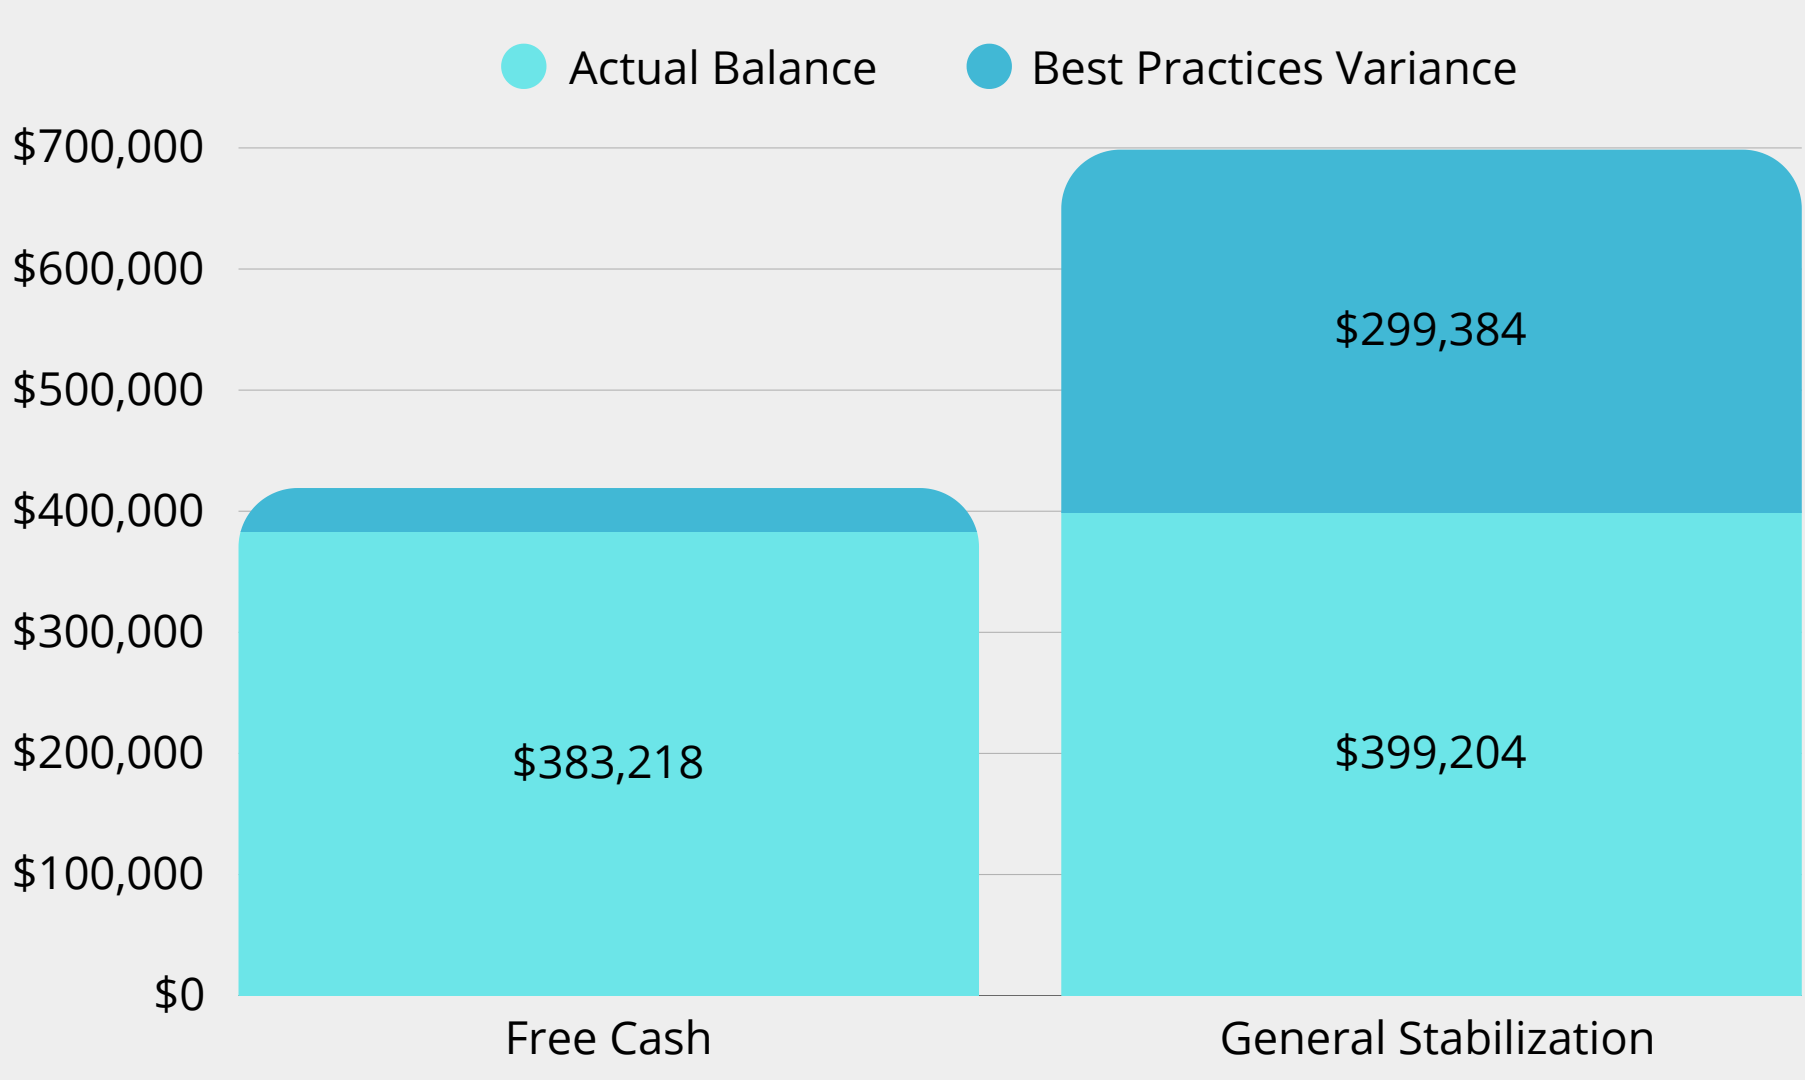 Actual Balance
Best Practices Variance
$700,000
$600,000
$500,000
$400,000
$300,000
$200,000
$100,000
$0
$299,384
$383,218
$399,204
Free Cash
General Stabilization